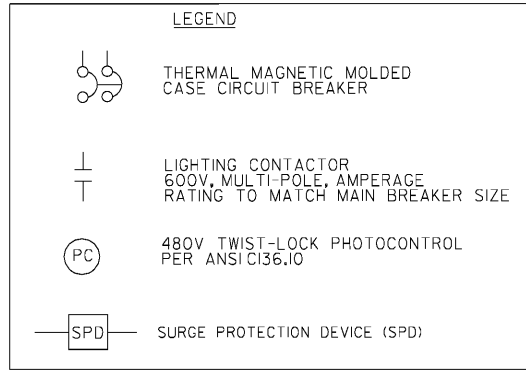 LEGEND
THERMAL MAGNETIC MOLDED
CASE CIRCUIT BREAKER
LIGHTING CONTACTOR
600V, MULTI-POLE, AMPERAGE
RATING TO MATCH MAIN BREAKER SIZE
PC
480V TWIST-LOCK PHOTOCONTROL
PER ANSI C136.10
SPD
SURGE PROTECTION DEVICE (SPD)